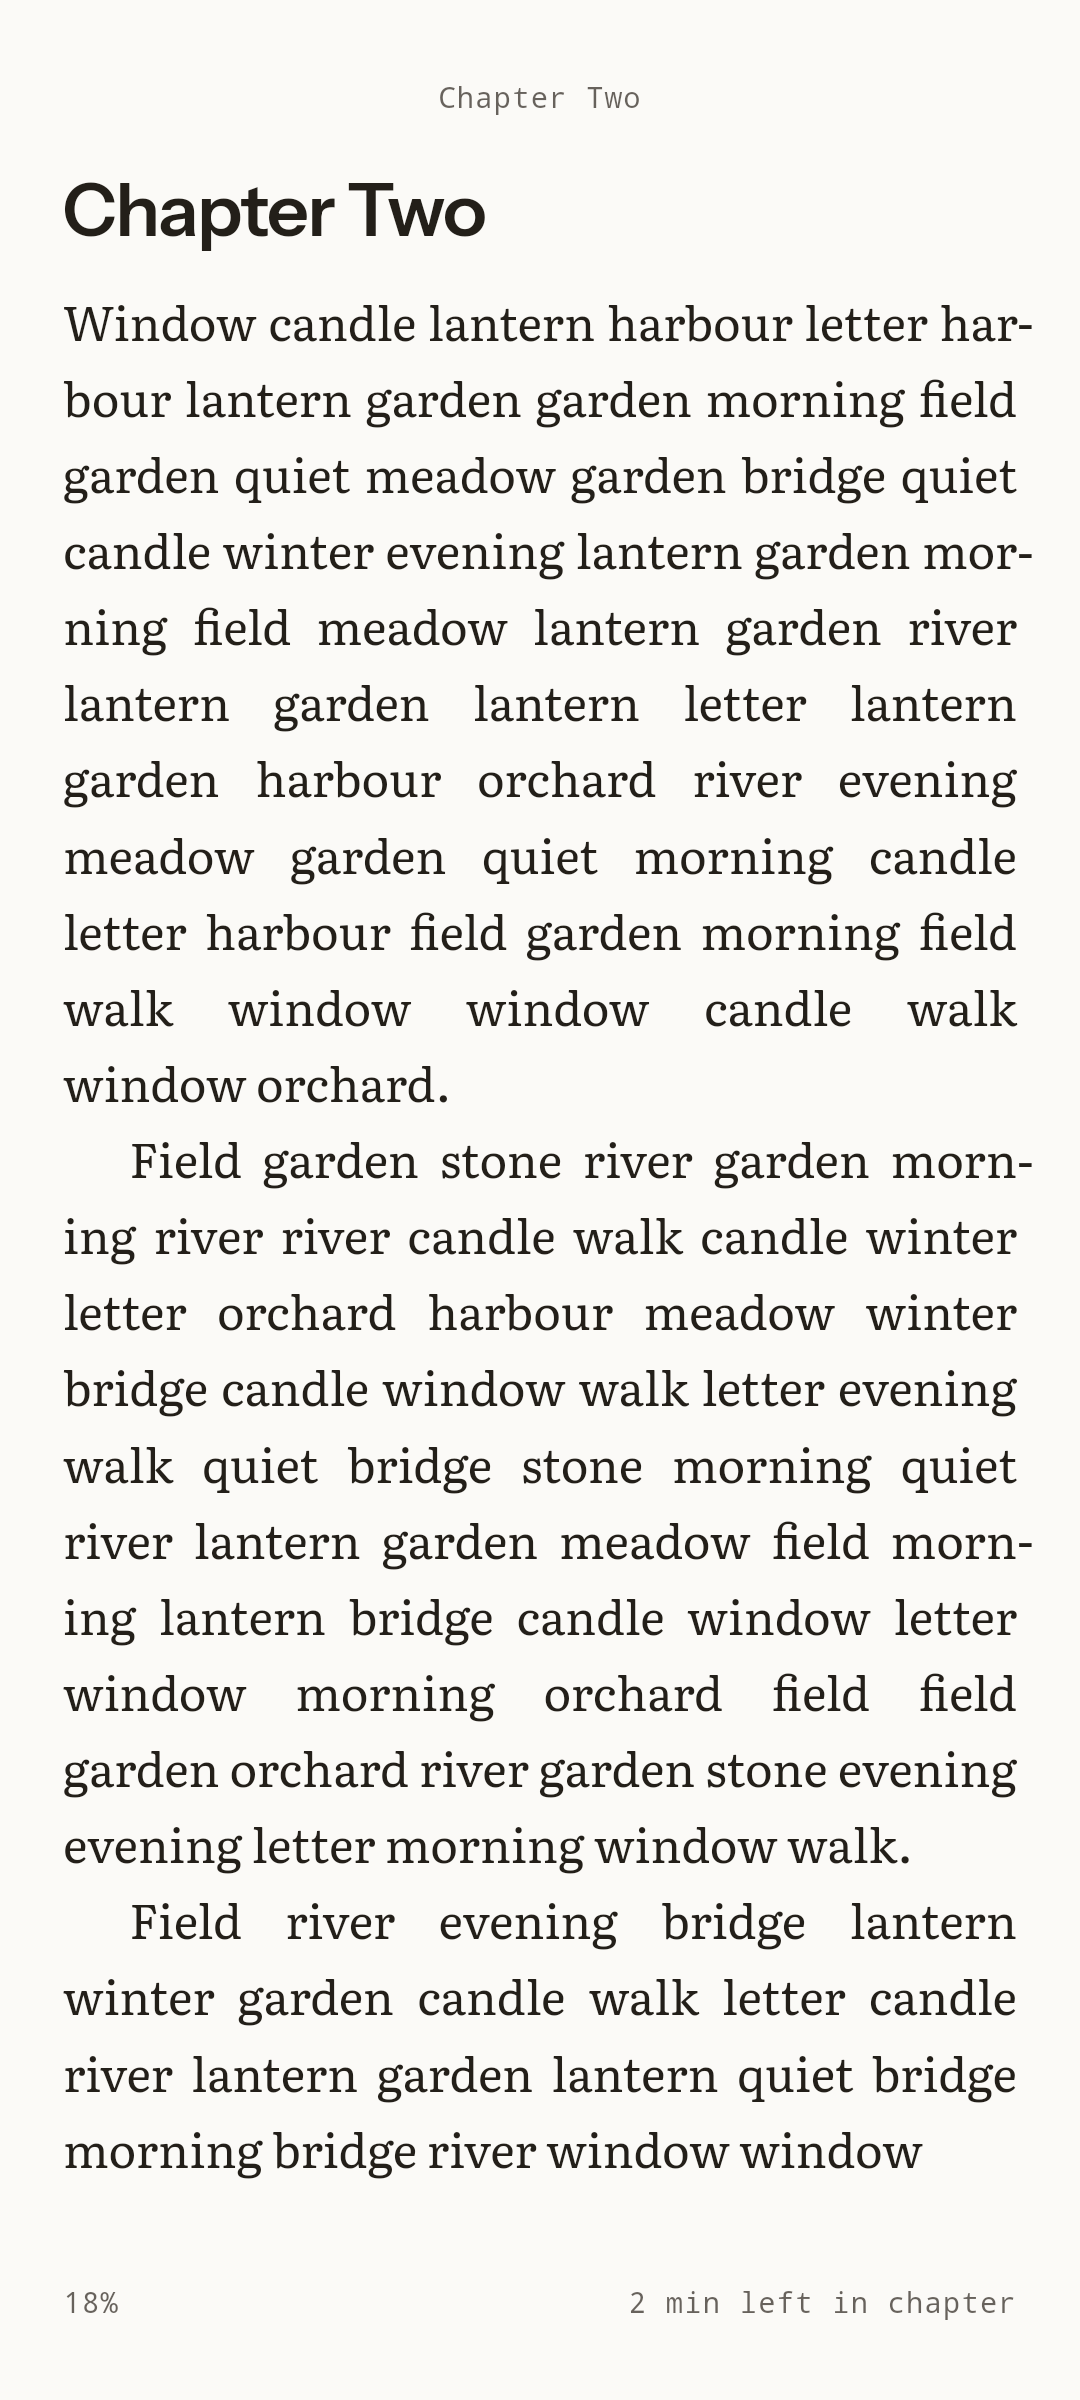 Chapter Two
Chapter Two
Window candle lantern harbour letter har-
bour lantern garden garden morning field
garden quiet meadow garden bridge quiet
candle winter evening lantern garden mor-
ning field meadow lantern garden river
lantern garden lantern letter lantern
garden harbour orchard river evening
meadow garden quiet morning candle
letter harbour field garden morning field
walk window window candle walk
window orchard.
Field garden stone river garden morn-
ing river river candle walk candle winter
letter orchard harbour meadow winter
bridge candle window walk letter evening
walk quiet bridge stone morning quiet
river lantern garden meadow field morn-
ing lantern bridge candle window letter
window morning orchard field field
garden orchard river garden stone evening
evening letter morning window walk.
Field river evening bridge lantern
winter garden candle walk letter candle
river lantern garden lantern quiet bridge
morning bridge river window window
18%
2 min left in chapter